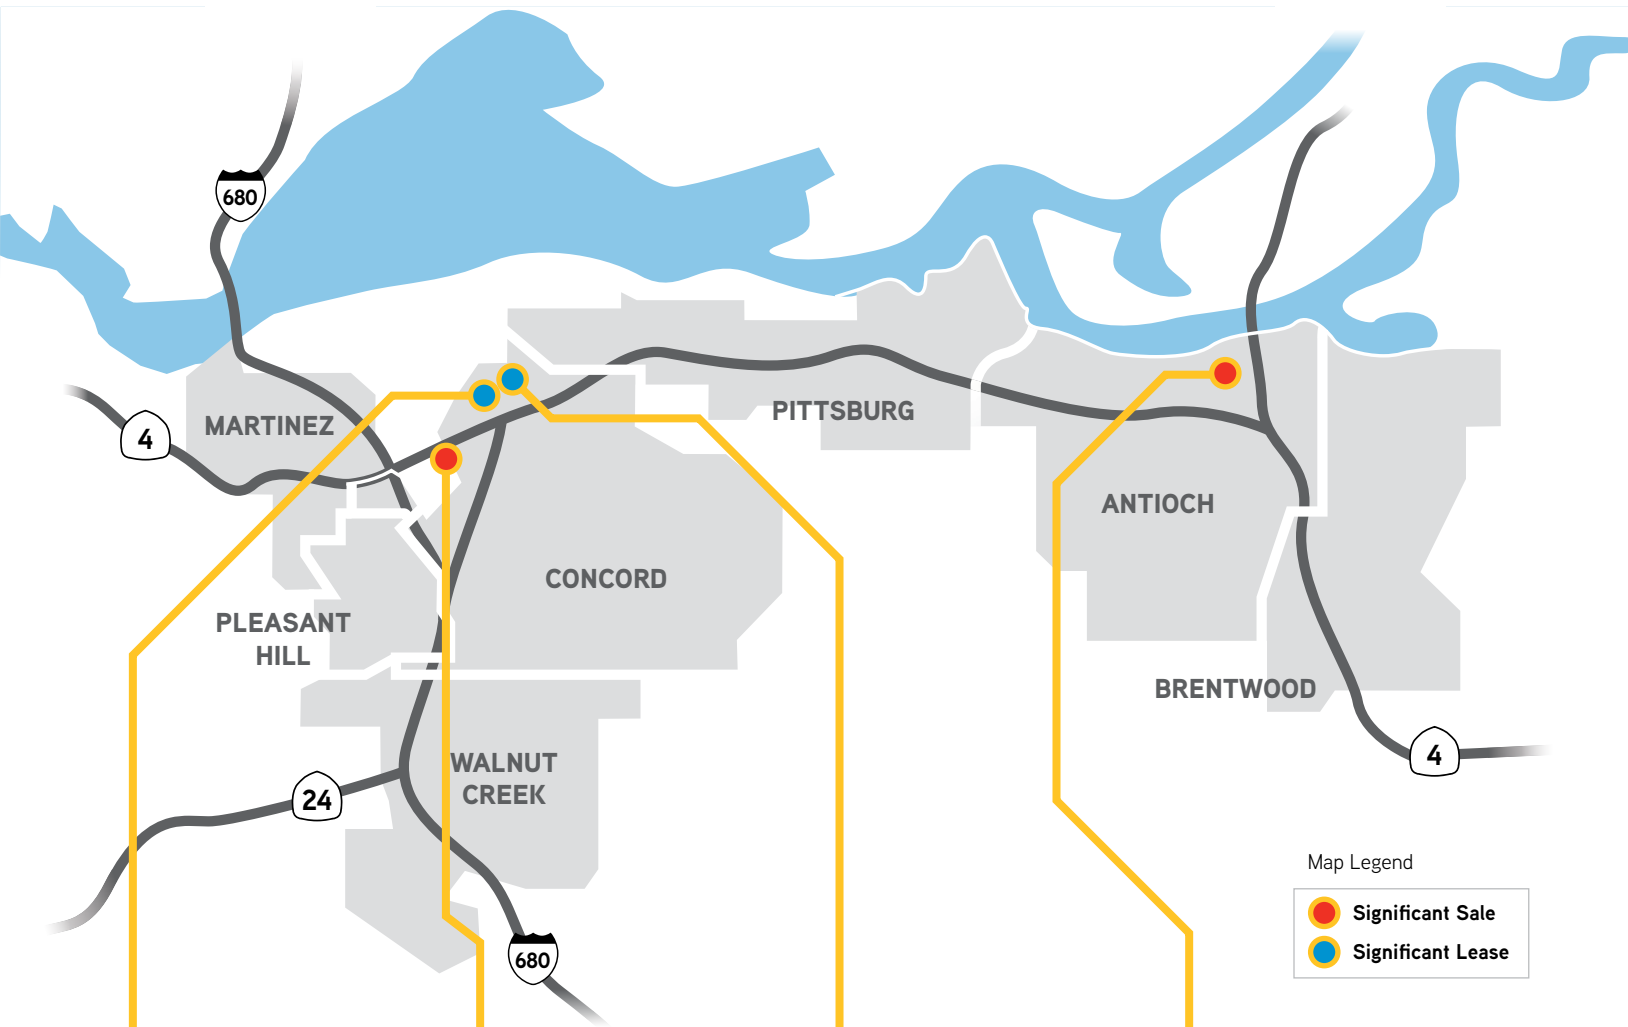 680
4
MARTINEZ
PITTSBURG
ANTIOCH
CONCORD
PLEASANT
HILL
BRENTWOOD
WALNUT
CREEK
4
24
680
Map Legend
Significant Sale
Significant Lease